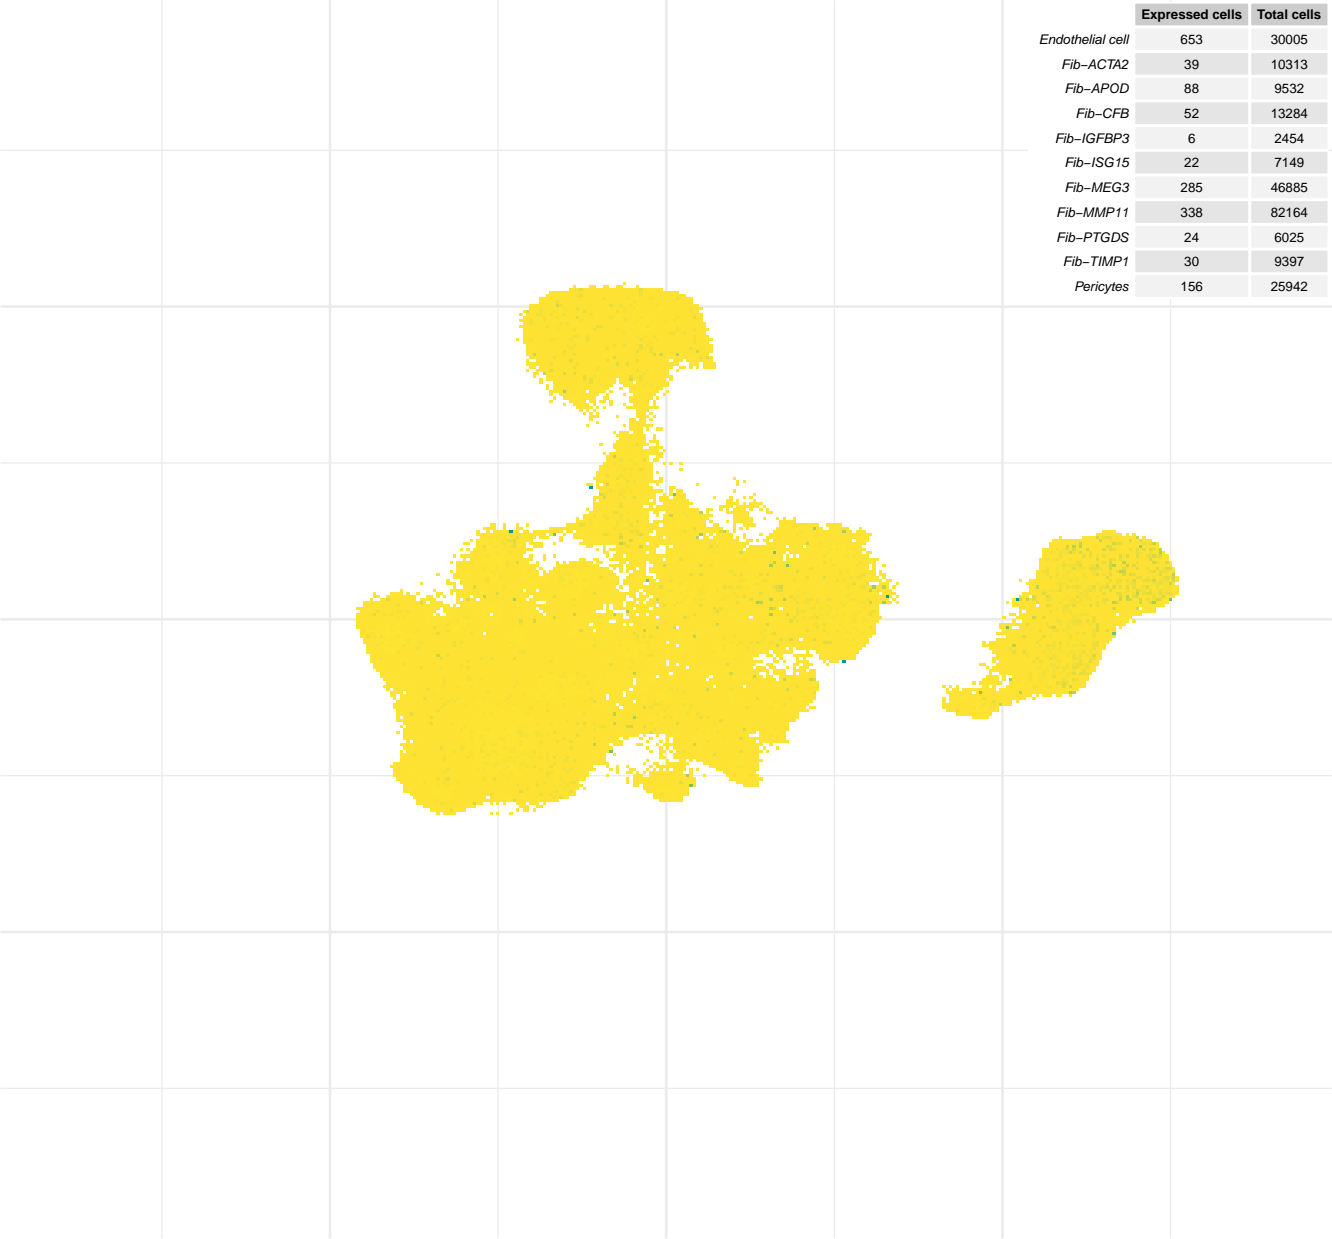 Expressed cells Total cells
Endothelial cell 653 30005
Fib−ACTA2 39 10313
Fib−APOD 88 9532
Fib−CFB 52 13284
Fib−IGFBP3 6 2454
Fib−ISG15 22 7149
Fib−MEG3 285 46885
Fib−MMP11 338 82164
Fib−PTGDS 24 6025
Fib−TIMP1 30 9397
Pericytes 156 25942